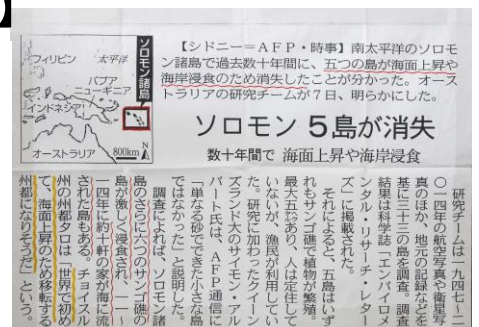 フィリピン
太平洋
パプア
ニューギニア
インドネシア
オーストラリア
800km
N
ソロモン諸島
【シドニー=AFP・時事】南太平洋のソロモ
ン諸島で過去数十年間に、五つの島が海面上昇や
海岸浸食のため消失したことが分かった。オース
トラリアの研究チームが7日、明らかにした。
ソロモン 5島が消失
数十年間で 海面上昇や海岸浸食
研究チームは一九四七~二
〇一四年の航空写真や衛星写
真のほか、地元の記録などを
基に三十三の島を調査。調査
結果は科学誌「エンバイロメ
ンタル・リサーチ・レター
ズ」に掲載された。
それによると、五島はいず
れもサンゴ礁で植物が繁殖。
最大五㌶あり、人は定住して
いないが、漁民が利用してい
た。研究に加わったクイーン
ズランド大のサイモン・アル
バート氏は、AFP通信に
「単なる砂でできた小さな島
ではなかった」と説明した。
調査によれば、ソロモン諸
島のさらに六つのサンゴ礁の
島が激しく浸食され、一一~
一四年に約十軒の家が海に流
された島もある。チョイスル
州の州都タロは「世界で初め
て、海面上昇のため移転する
州都になりそうだ」という。